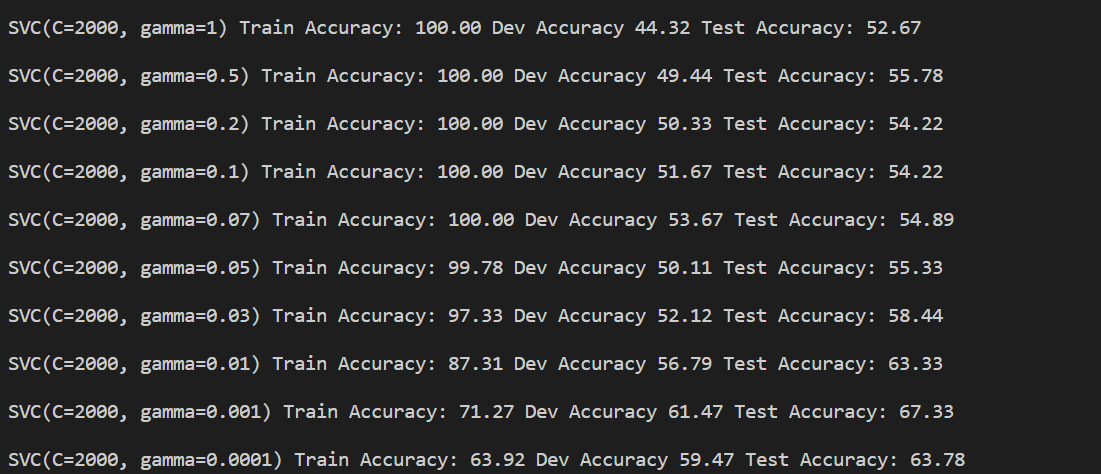 SVC(C=2000, gamma=1) Train Accuracy: 100.00 Dev Accuracy 44.32 Test Accuracy: 52.67
SVC(C=2000, gamma=0.5) Train Accuracy: 100.00 Dev Accuracy 49.44 Test Accuracy: 55.78
SVC(C=2000, gamma=0.2) Train Accuracy: 100.00 Dev Accuracy 50.33 Test Accuracy: 54.22
SVC(C=2000, gamma=0.1) Train Accuracy: 100.00 Dev Accuracy 51.67 Test Accuracy: 54.22
SVC(C=2000, gamma=0.07) Train Accuracy: 100.00 Dev Accuracy 53.67 Test Accuracy: 54.89
SVC(C=2000, gamma=0.05) Train Accuracy: 99.78 Dev Accuracy 50.11 Test Accuracy: 55.33
SVC(C=2000, gamma=0.03) Train Accuracy: 97.33 Dev Accuracy 52.12 Test Accuracy: 58.44
SVC(C=2000, gamma=0.01) Train Accuracy: 87.31 Dev Accuracy 56.79 Test Accuracy: 63.33
SVC(C=2000, gamma=0.001) Train Accuracy: 71.27 Dev Accuracy 61.47 Test Accuracy: 67.33
SVC(C=2000, gamma=0.0001) Train Accuracy: 63.92 Dev Accuracy 59.47 Test Accuracy: 63.78